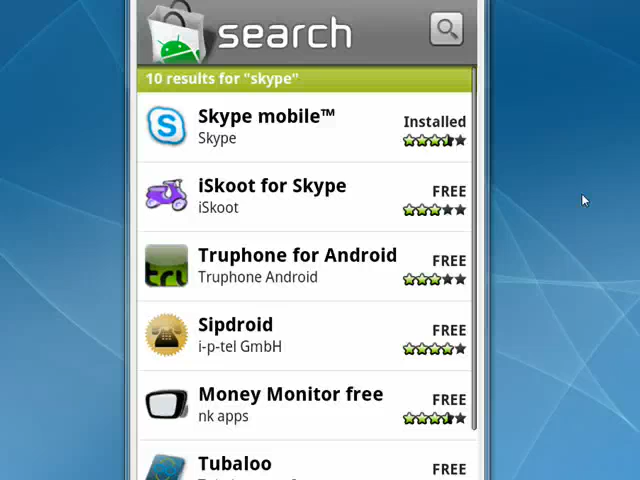 search
10 results for "skype"
Skype mobile™
Installed
Skype
iSkoot for Skype
FREE
iSkoot
Truphone for Android
FREE
tru
Truphone Android
Sipdroid
FREE
i-p-tel GmbH
Money Monitor free
FREE
nk apps
Tubaloo
FREE